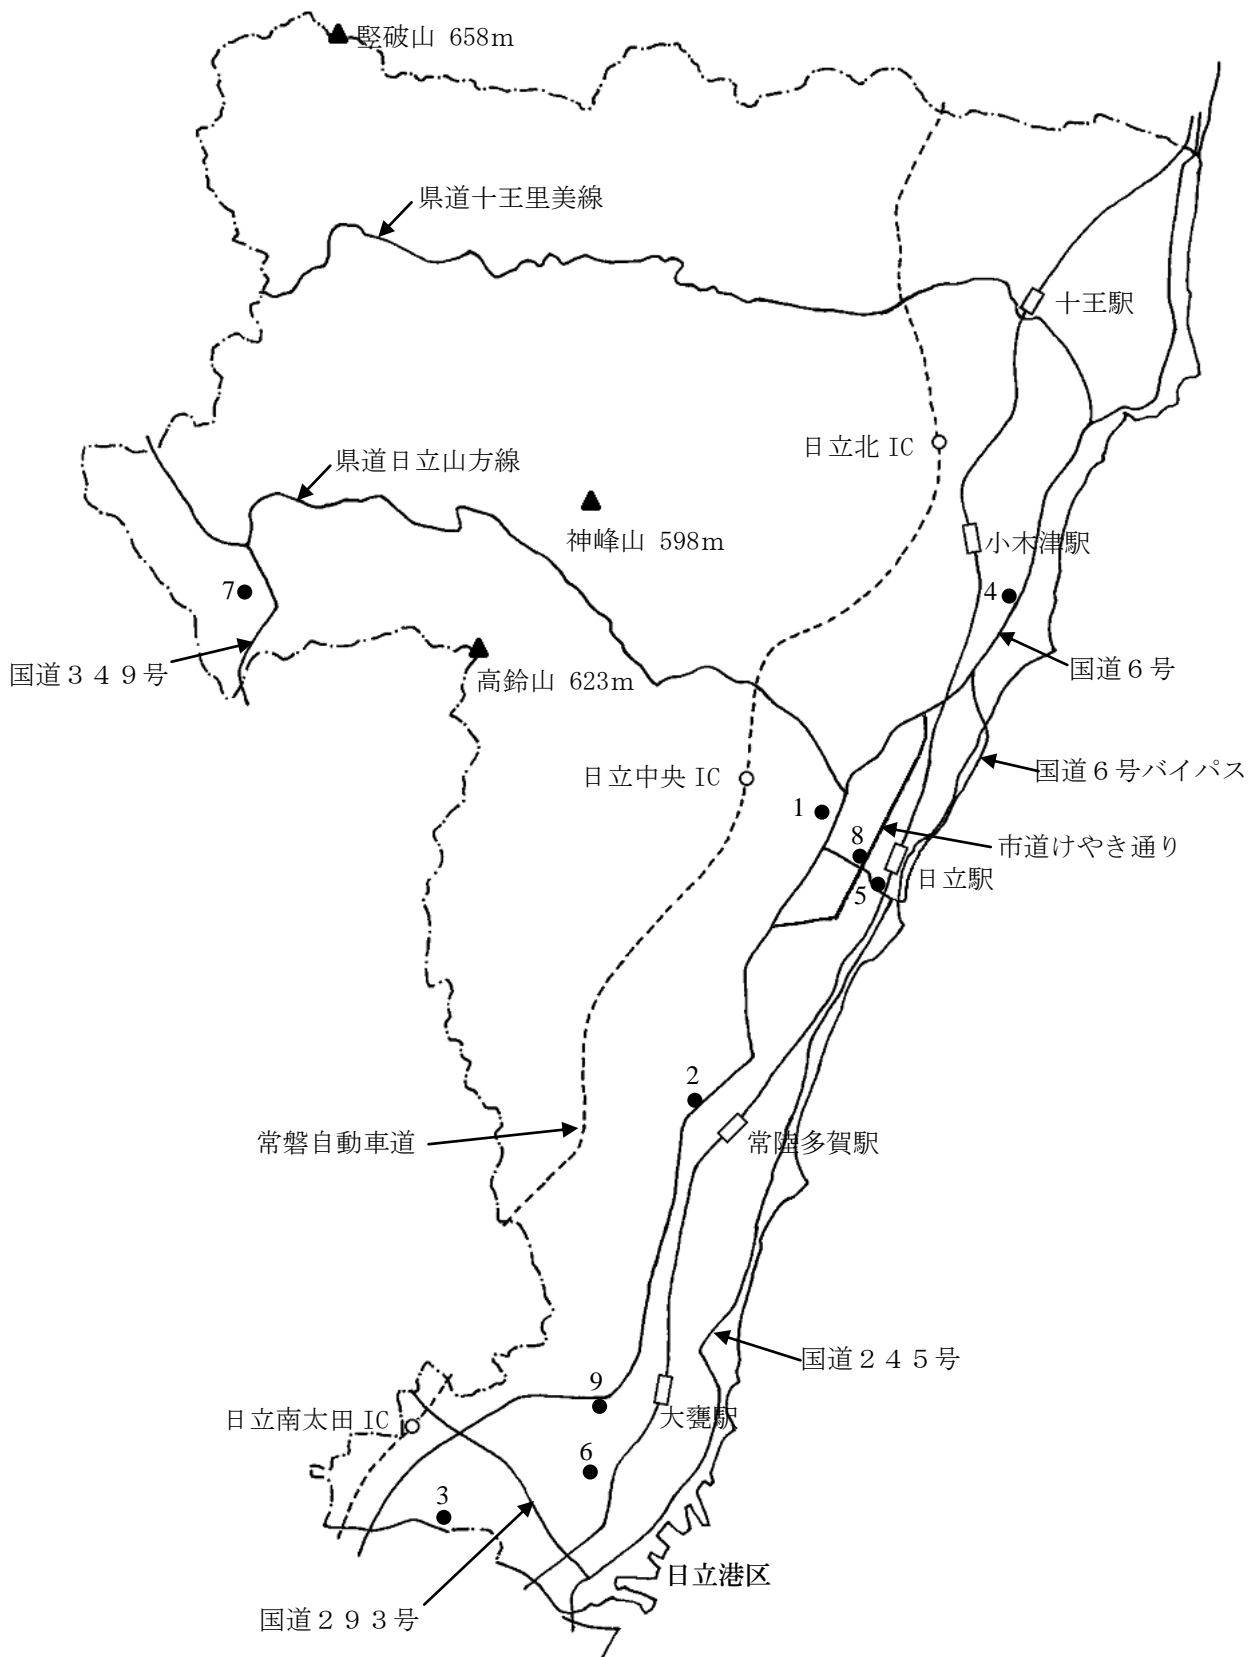 竪破山 658m
県道十王里美線
十王駅
日立北 IC
県道日立山方線
神峰山 598m
小木津駅
7
4
国道３４９号
高鈴山 623m
国道６号
日立中央 IC
国道６号バイパス
1
市道けやき通り
8
日立駅
5
2
常磐自動車道
常陸多賀駅
国道２４５号
9
日立南太田 IC
大甕駅
6
3
日立港区
国道２９３号